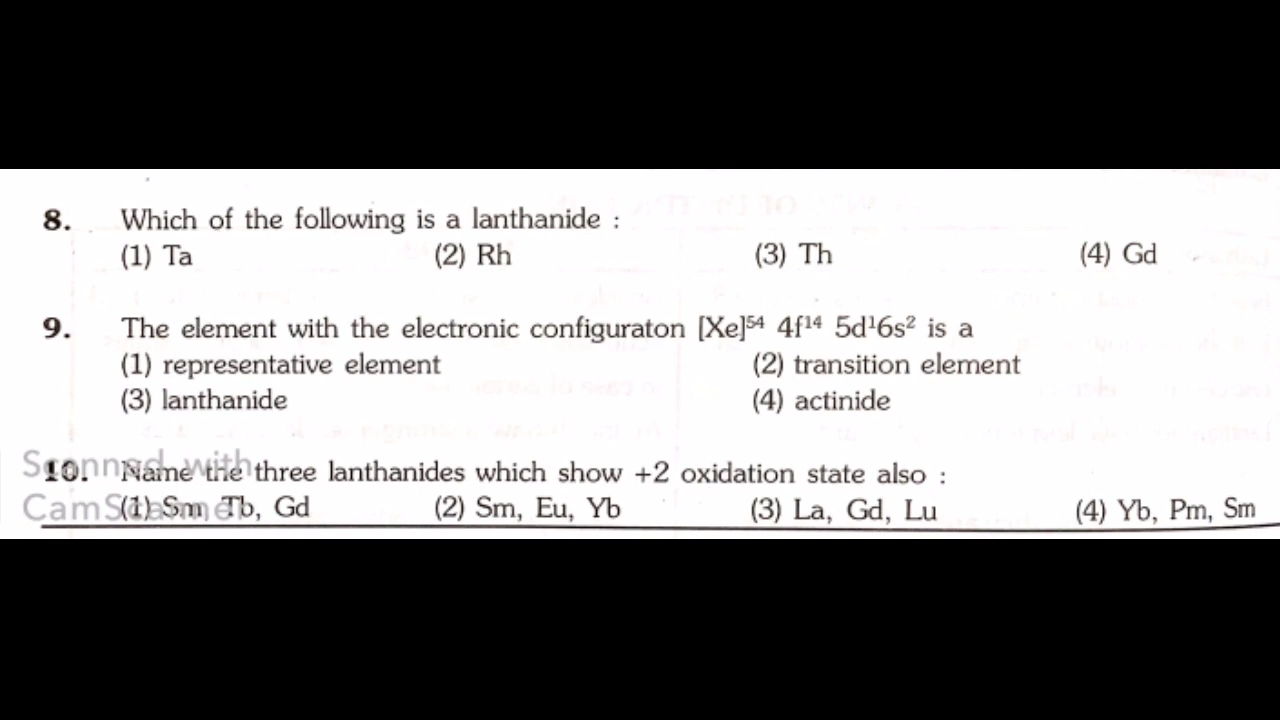 8. Which of the following is a lanthanide :
(1) Ta (2) Rh (3) Th (4) Gd
9. The element with the electronic configuraton [Xe]⁵⁴ 4f¹⁴ 5d¹6s² is a
(1) representative element (2) transition element
(3) lanthanide (4) actinide
10. Name the three lanthanides which show +2 oxidation state also :
(1) Sm, Tb, Gd (2) Sm, Eu, Yb (3) La, Gd, Lu (4) Yb, Pm, Sm
Scanned with
CamScanner